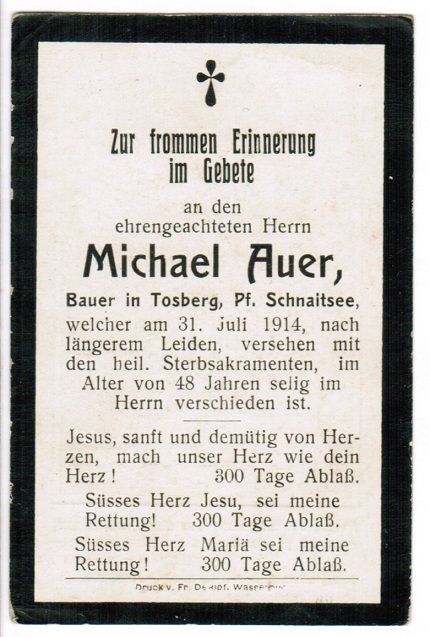 Zur frommen Erinnerung
im Gebete
an den
ehrengeachteten Herrn
Michael Auer,
Bauer in Tosberg, Pf. Schnaitsee,
welcher am 31. Juli 1914, nach
längerem Leiden, versehen mit
den heil. Sterbsakramenten, im
Alter von 48 Jahren selig im
Herrn verschieden ist.
Jesus, sanft und demütig von Her-
zen, mach unser Herz wie dein
Herz! 300 Tage Ablaß.
Süsses Herz Jesu, sei meine
Rettung! 300 Tage Ablaß.
Süsses Herz Mariä sei meine
Rettung! 300 Tage Ablaß.
Druck v. Fr.